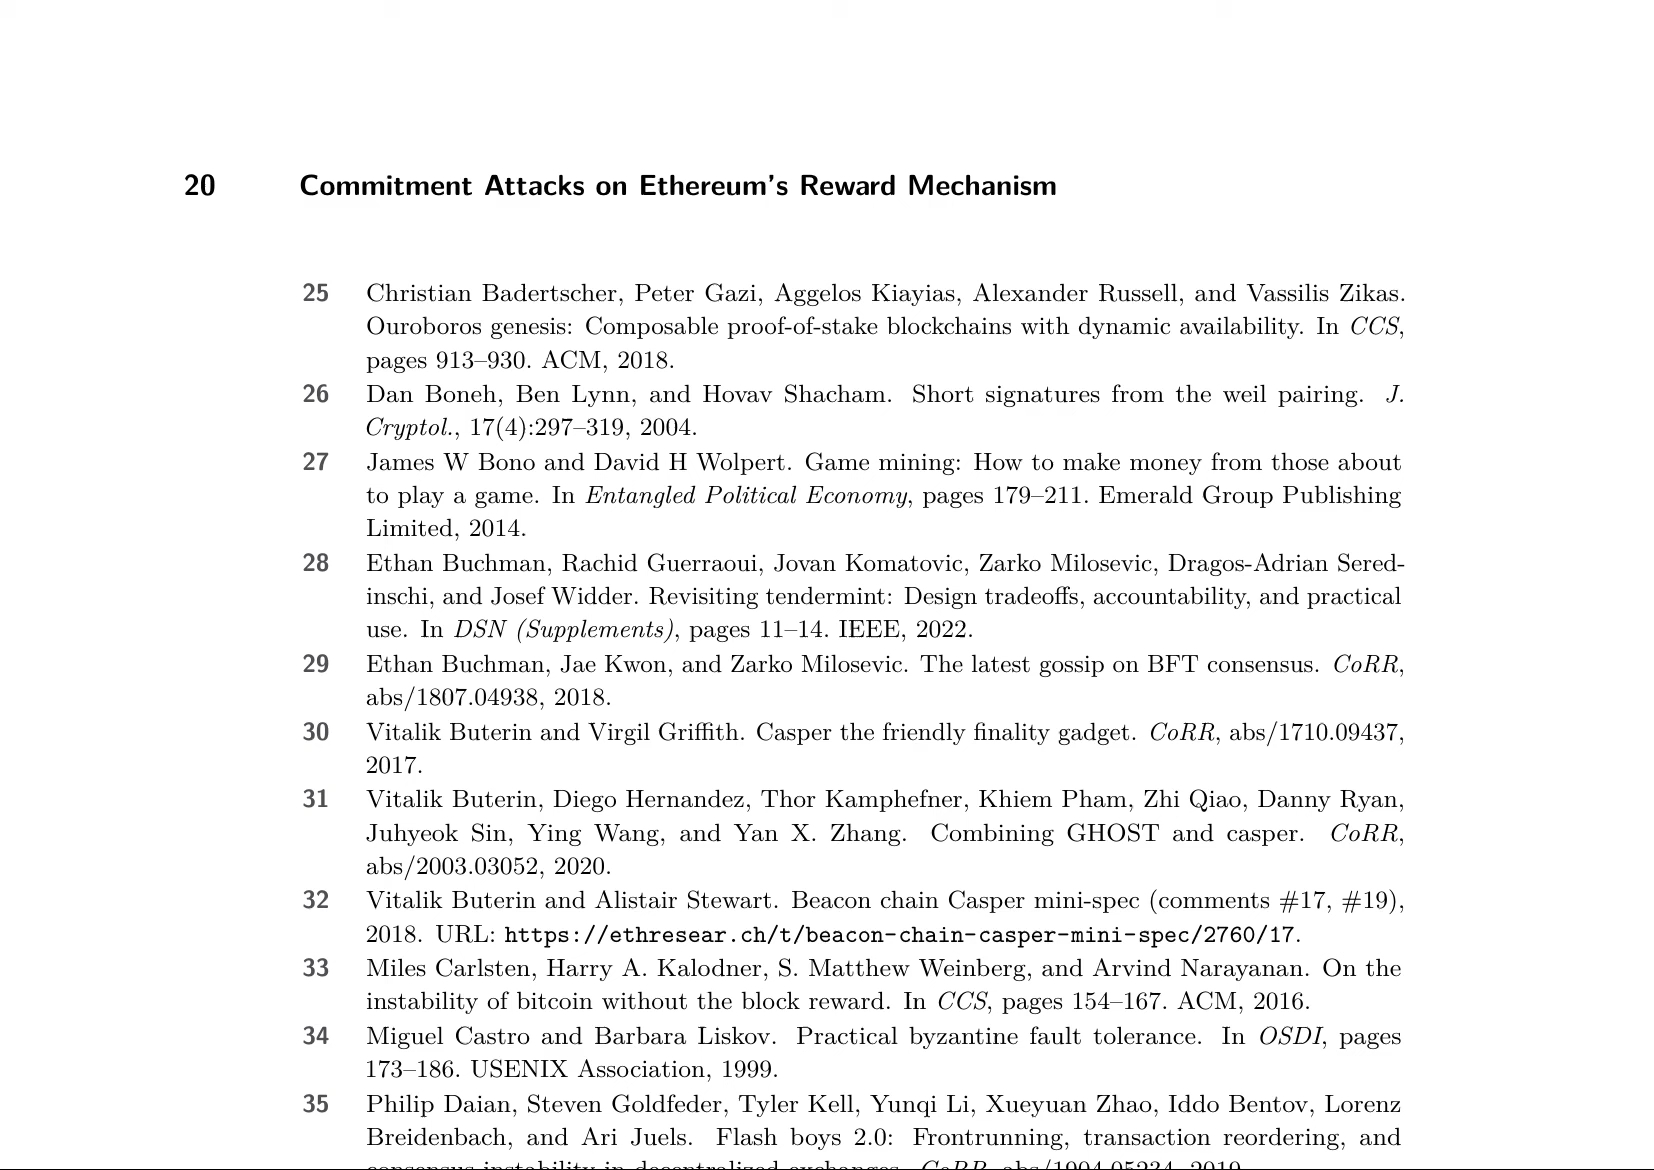 20 Commitment Attacks on Ethereum's Reward Mechanism
25 Christian Badertscher, Peter Gazi, Aggelos Kiayias, Alexander Russell, and Vassilis Zikas.
Ouroboros genesis: Composable proof-of-stake blockchains with dynamic availability. In CCS,
pages 913–930. ACM, 2018.
26 Dan Boneh, Ben Lynn, and Hovav Shacham. Short signatures from the weil pairing. J.
Cryptol., 17(4):297–319, 2004.
27 James W Bono and David H Wolpert. Game mining: How to make money from those about
to play a game. In Entangled Political Economy, pages 179–211. Emerald Group Publishing
Limited, 2014.
28 Ethan Buchman, Rachid Guerraoui, Jovan Komatovic, Zarko Milosevic, Dragos-Adrian Sered-
inschi, and Josef Widder. Revisiting tendermint: Design tradeoffs, accountability, and practical
use. In DSN (Supplements), pages 11–14. IEEE, 2022.
29 Ethan Buchman, Jae Kwon, and Zarko Milosevic. The latest gossip on BFT consensus. CoRR,
abs/1807.04938, 2018.
30 Vitalik Buterin and Virgil Griffith. Casper the friendly finality gadget. CoRR, abs/1710.09437,
2017.
31 Vitalik Buterin, Diego Hernandez, Thor Kamphefner, Khiem Pham, Zhi Qiao, Danny Ryan,
Juhyeok Sin, Ying Wang, and Yan X. Zhang. Combining GHOST and casper. CoRR,
abs/2003.03052, 2020.
32 Vitalik Buterin and Alistair Stewart. Beacon chain Casper mini-spec (comments #17, #19),
2018. URL: https://ethresear.ch/t/beacon-chain-casper-mini-spec/2760/17.
33 Miles Carlsten, Harry A. Kalodner, S. Matthew Weinberg, and Arvind Narayanan. On the
instability of bitcoin without the block reward. In CCS, pages 154–167. ACM, 2016.
34 Miguel Castro and Barbara Liskov. Practical byzantine fault tolerance. In OSDI, pages
173–186. USENIX Association, 1999.
35 Philip Daian, Steven Goldfeder, Tyler Kell, Yunqi Li, Xueyuan Zhao, Iddo Bentov, Lorenz
Breidenbach, and Ari Juels. Flash boys 2.0: Frontrunning, transaction reordering, and
consensus instability in decentralized exchanges. CoRR, abs/1904.05234, 2019.